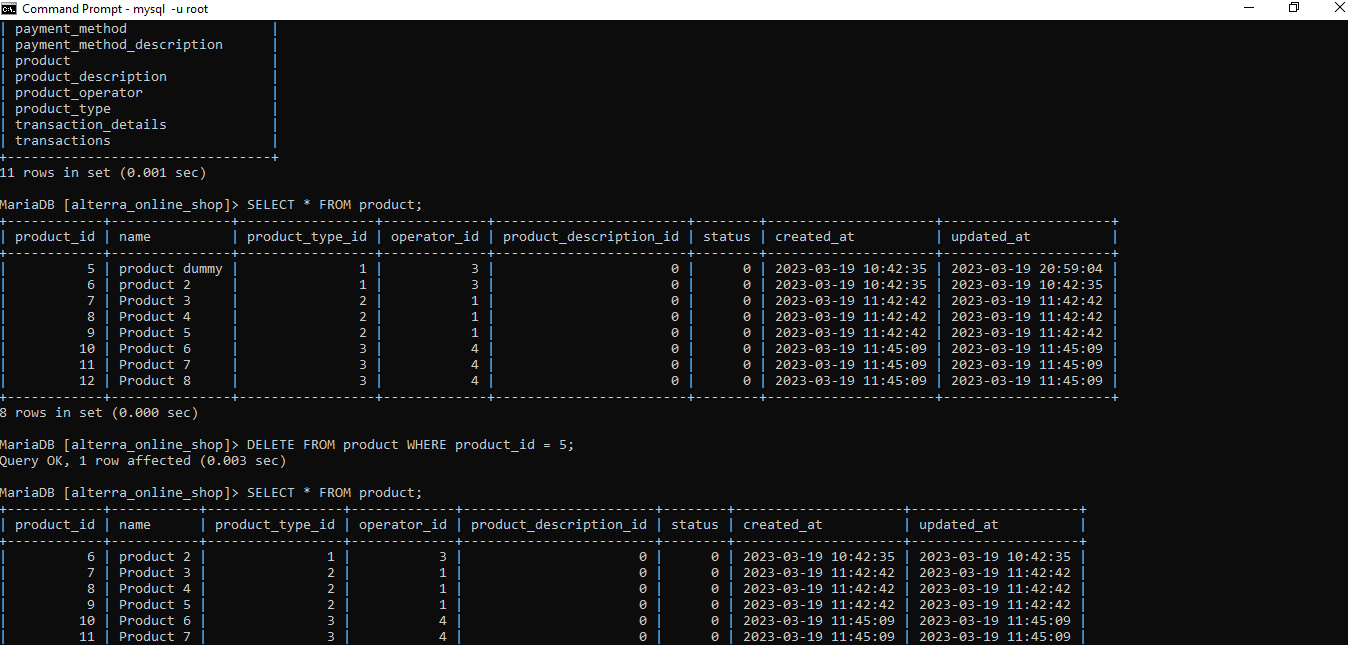 Command Prompt - mysql -u root
| payment_method                 |
| payment_method_description     |
| product                        |
| product_description            |
| product_operator               |
| product_type                   |
| transaction_details            |
| transactions                   |
+--------------------------------+
11 rows in set (0.001 sec)
MariaDB [alterra_online_shop]> SELECT * FROM product;
+------------+---------------+-----------------+-------------+------------------------+--------+---------------------+---------------------+
| product_id | name          | product_type_id | operator_id | product_description_id | status | created_at          | updated_at          |
+------------+---------------+-----------------+-------------+------------------------+--------+---------------------+---------------------+
|          5 | product dummy |               1 |           3 |                      0 |      0 | 2023-03-19 10:42:35 | 2023-03-19 20:59:04 |
|          6 | product 2     |               1 |           3 |                      0 |      0 | 2023-03-19 10:42:35 | 2023-03-19 10:42:35 |
|          7 | Product 3     |               2 |           1 |                      0 |      0 | 2023-03-19 11:42:42 | 2023-03-19 11:42:42 |
|          8 | Product 4     |               2 |           1 |                      0 |      0 | 2023-03-19 11:42:42 | 2023-03-19 11:42:42 |
|          9 | Product 5     |               2 |           1 |                      0 |      0 | 2023-03-19 11:42:42 | 2023-03-19 11:42:42 |
|         10 | Product 6     |               3 |           4 |                      0 |      0 | 2023-03-19 11:45:09 | 2023-03-19 11:45:09 |
|         11 | Product 7     |               3 |           4 |                      0 |      0 | 2023-03-19 11:45:09 | 2023-03-19 11:45:09 |
|         12 | Product 8     |               3 |           4 |                      0 |      0 | 2023-03-19 11:45:09 | 2023-03-19 11:45:09 |
+------------+---------------+-----------------+-------------+------------------------+--------+---------------------+---------------------+
8 rows in set (0.000 sec)
MariaDB [alterra_online_shop]> DELETE FROM product WHERE product_id = 5;
Query OK, 1 row affected (0.003 sec)
MariaDB [alterra_online_shop]> SELECT * FROM product;
+------------+-----------+-----------------+-------------+------------------------+--------+---------------------+---------------------+
| product_id | name      | product_type_id | operator_id | product_description_id | status | created_at          | updated_at          |
+------------+-----------+-----------------+-------------+------------------------+--------+---------------------+---------------------+
|          6 | product 2 |               1 |           3 |                      0 |      0 | 2023-03-19 10:42:35 | 2023-03-19 10:42:35 |
|          7 | Product 3 |               2 |           1 |                      0 |      0 | 2023-03-19 11:42:42 | 2023-03-19 11:42:42 |
|          8 | Product 4 |               2 |           1 |                      0 |      0 | 2023-03-19 11:42:42 | 2023-03-19 11:42:42 |
|          9 | Product 5 |               2 |           1 |                      0 |      0 | 2023-03-19 11:42:42 | 2023-03-19 11:42:42 |
|         10 | Product 6 |               3 |           4 |                      0 |      0 | 2023-03-19 11:45:09 | 2023-03-19 11:45:09 |
|         11 | Product 7 |               3 |           4 |                      0 |      0 | 2023-03-19 11:45:09 | 2023-03-19 11:45:09 |